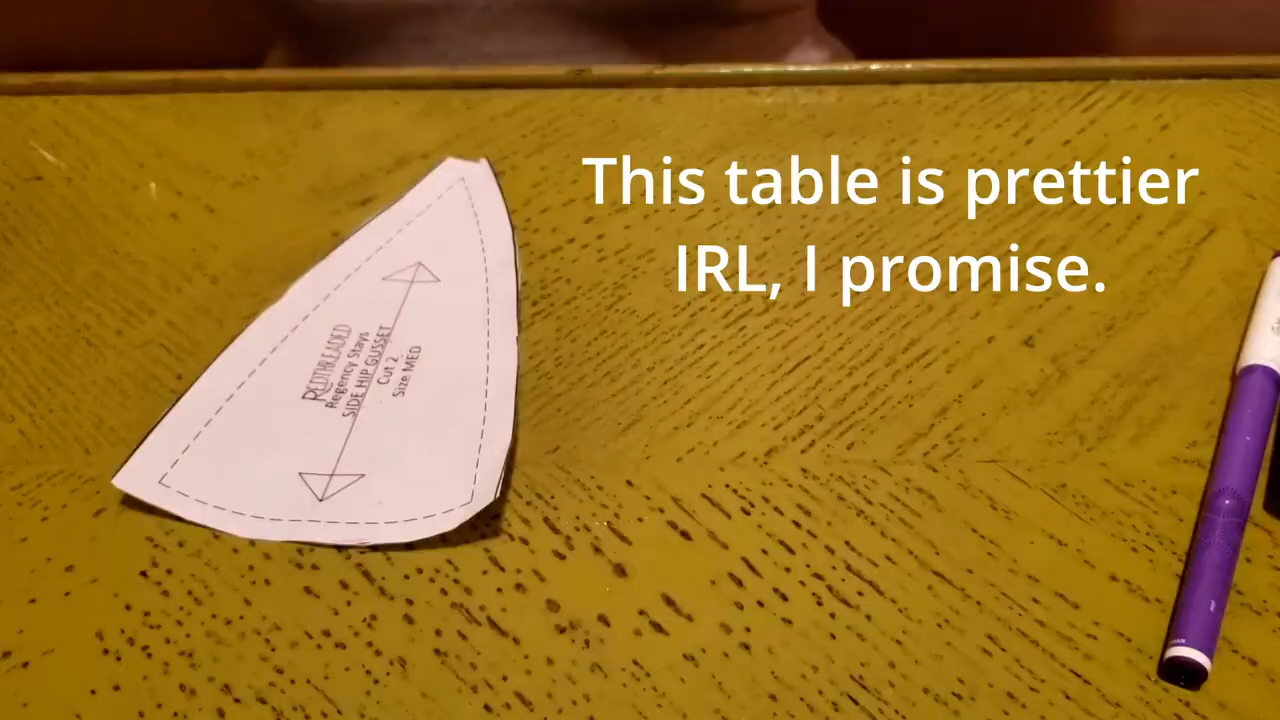 This table is prettier
IRL, I promise.
REDTHREADED
Regency Stays
SIDE HIP GUSSET
Cut 2
Size MED